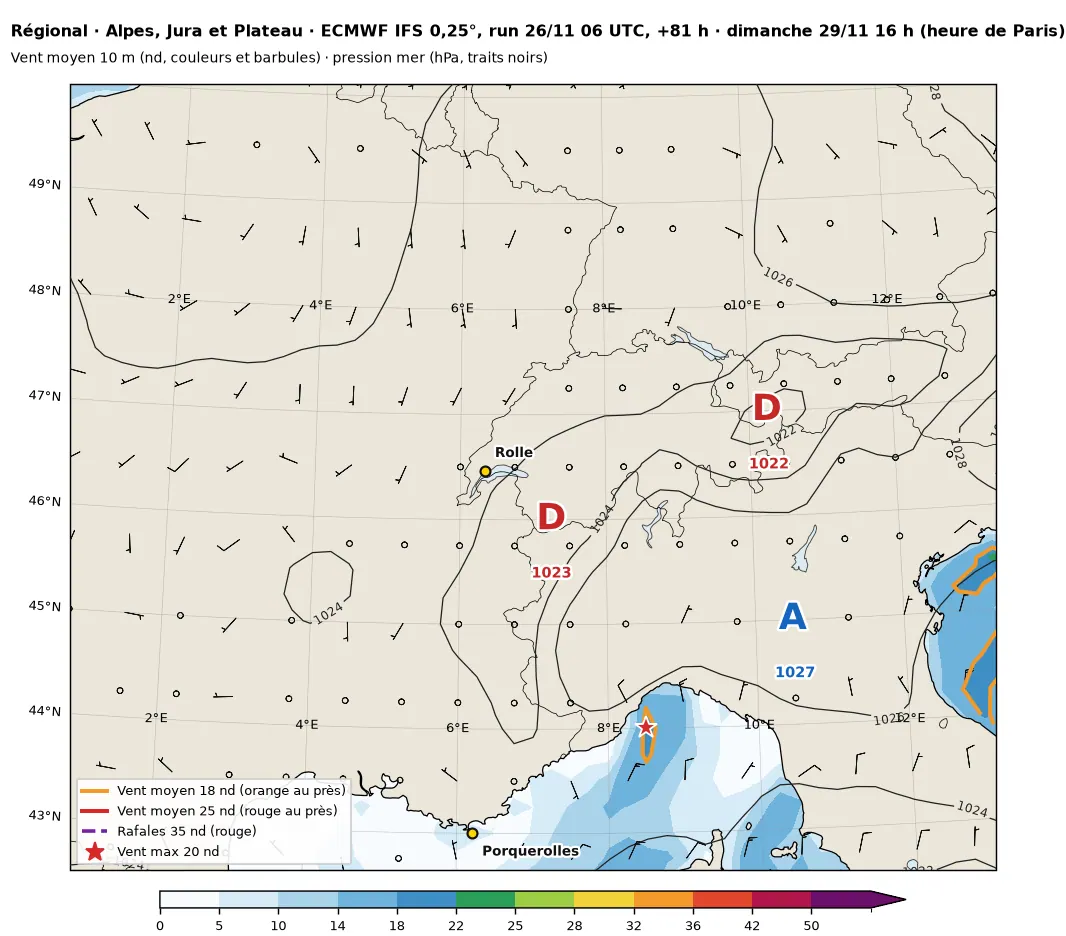 Régional · Alpes, Jura et Plateau · ECMWF IFS 0,25°, run 26/11 06 UTC, +81 h · dimanche 29/11 16 h (heure de Paris)
Vent moyen 10 m (nd, couleurs et barbules) · pression mer (hPa, traits noirs)
49°N
48°N
1026
2°E
4°E
6°E
8°E
10°E
12°E
47°N
D
1022
1022
1028
Rolle
46°N
D
1024
1023
45°N
1024
A
1027
44°N
2°E
4°E
6°E
8°E
10°E
1026
12°E
43°N
1024
Vent moyen 18 nd (orange au près)
Vent moyen 25 nd (rouge au près)
Rafales 35 nd (rouge)
Vent max 20 nd
Porquerolles
0 5 10 14 18 22 25 28 32 36 42 50